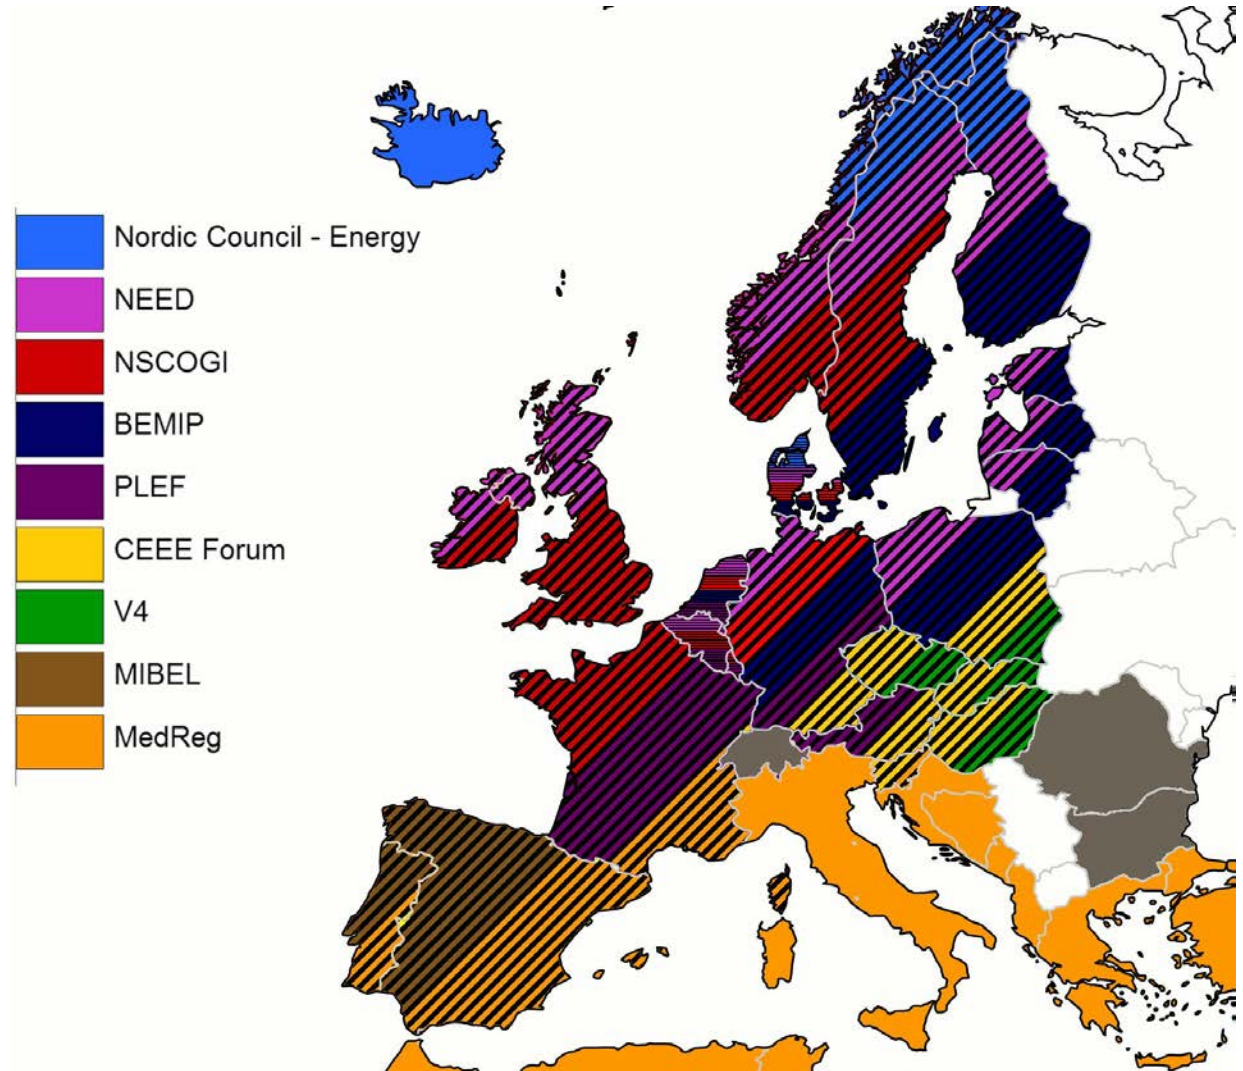 Nordic Council - Energy
NEED
NSCOGI
BEMIP
PLEF
CEEE Forum
V4
MIBEL
MedReg